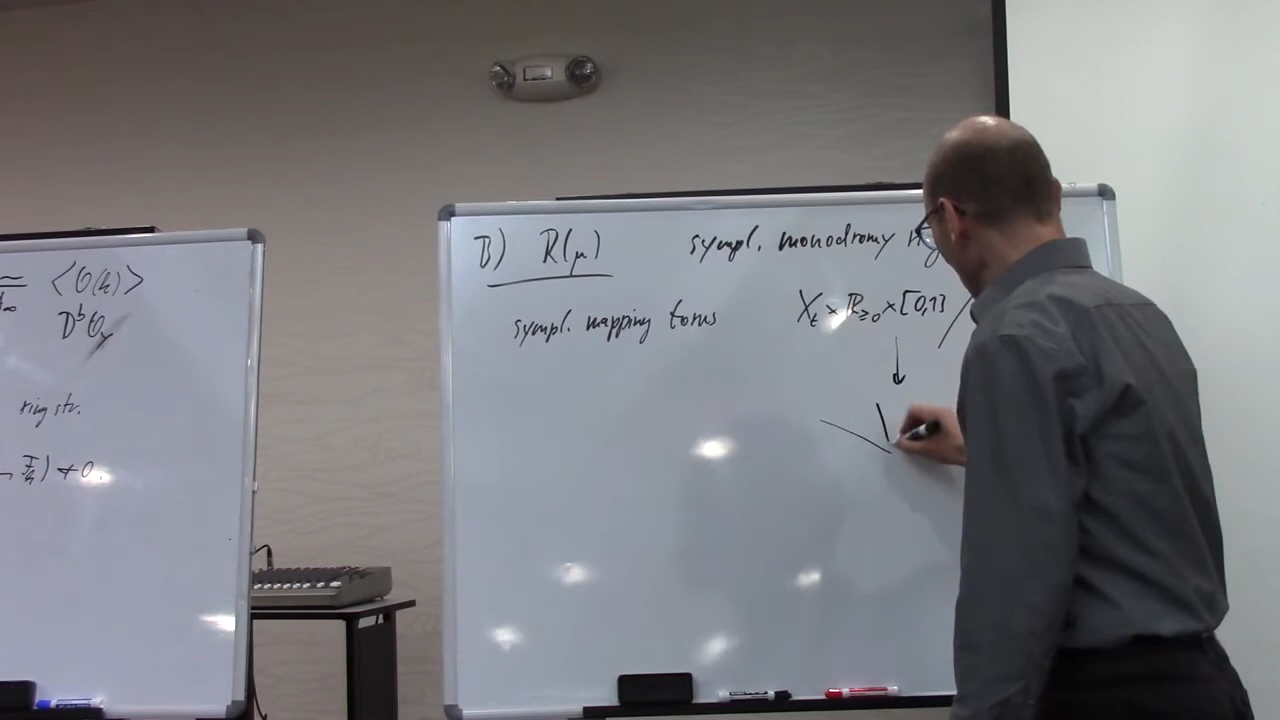 ≅ ⟨O(k)⟩
D^b O_y
ring str.
≠ 0.
B) R(μ)
sympl. monodromy
sympl. mapping torus
X_t × ℝ_≥0 × [0,1] /
↓